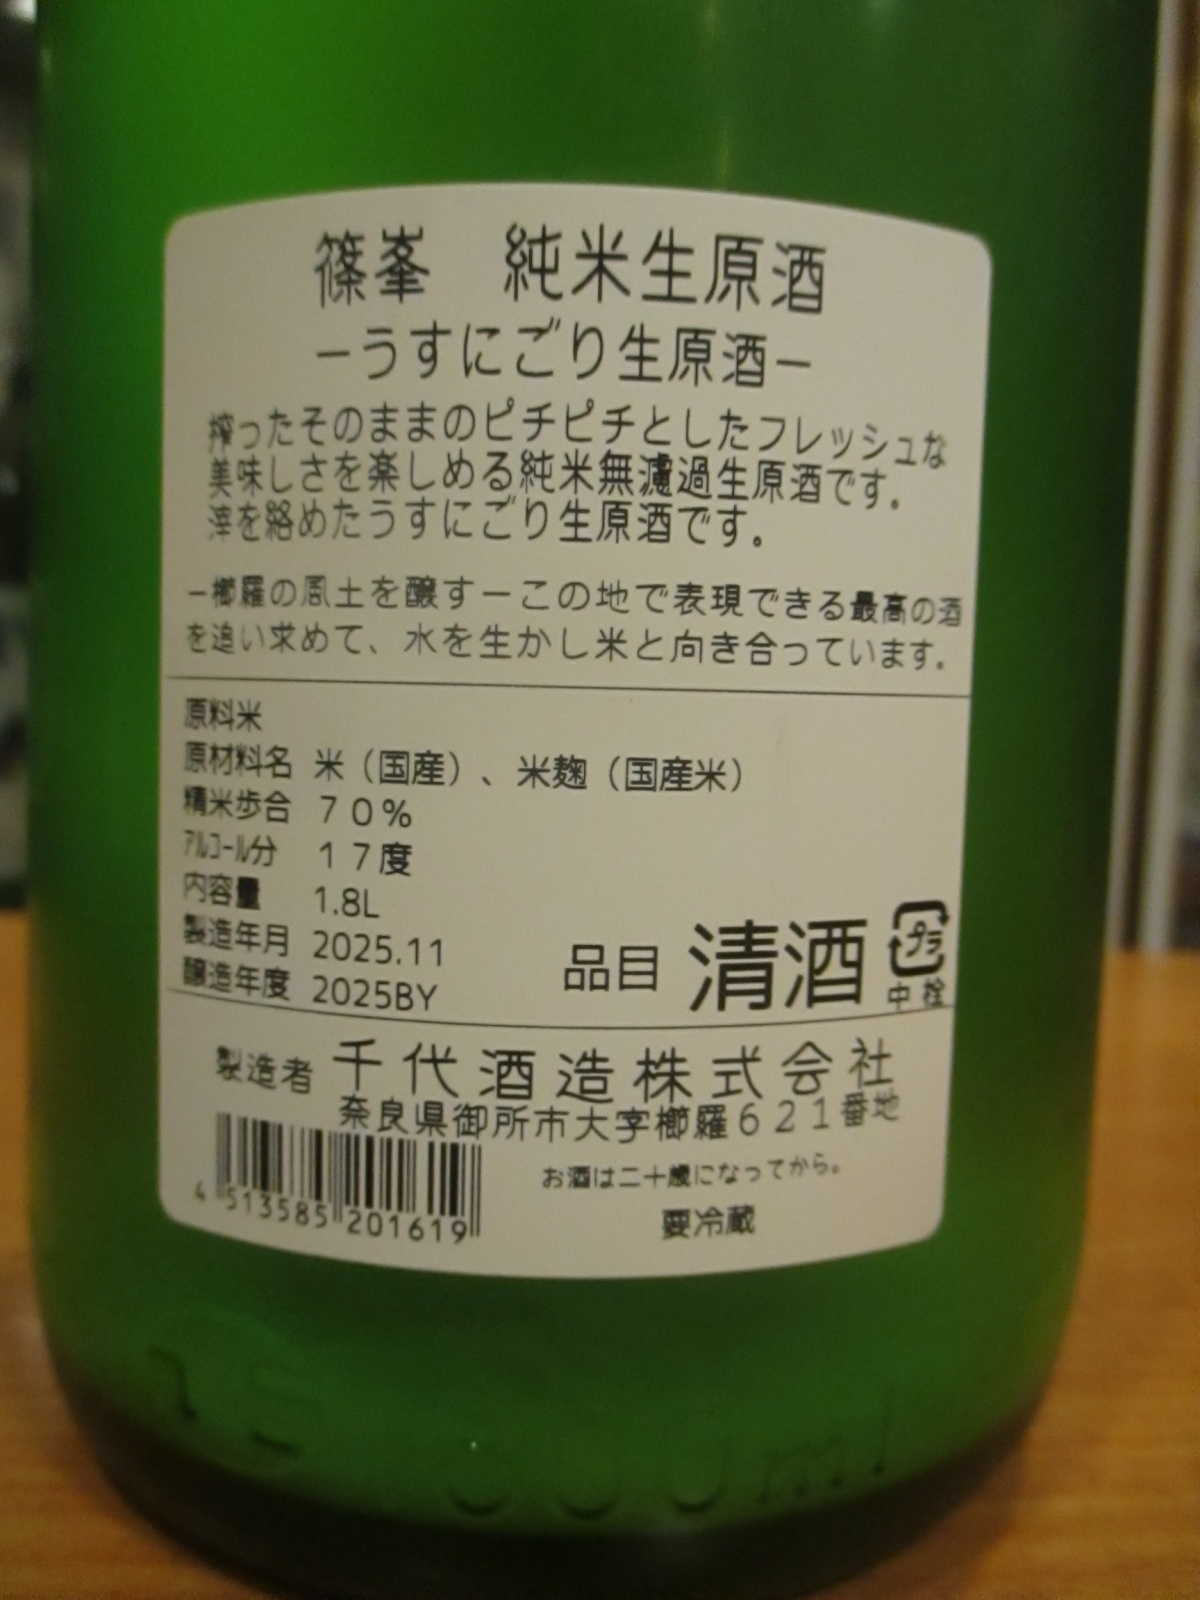 篠峯　純米生原酒
ーうすにごり生原酒ー
搾ったそのままのピチピチとしたフレッシュな
美味しさを楽しめる純米無濾過生原酒です。
滓を絡めたうすにごり生原酒です。
ー櫛羅の風土を醸すーこの地で表現できる最高の酒
を追い求めて、水を生かし米と向き合っています。
原料米
原材料名 米（国産）、米麹（国産米）
精米歩合 ７０％
ｱﾙｺｰﾙ分 １７度
内容量 1.8L
製造年月 2025.11
醸造年度 2025BY
品目 清酒
プラ
中栓
製造者 千代酒造株式会社
奈良県御所市大字櫛羅６２１番地
お酒は二十歳になってから。
要冷蔵
4 513585 201619